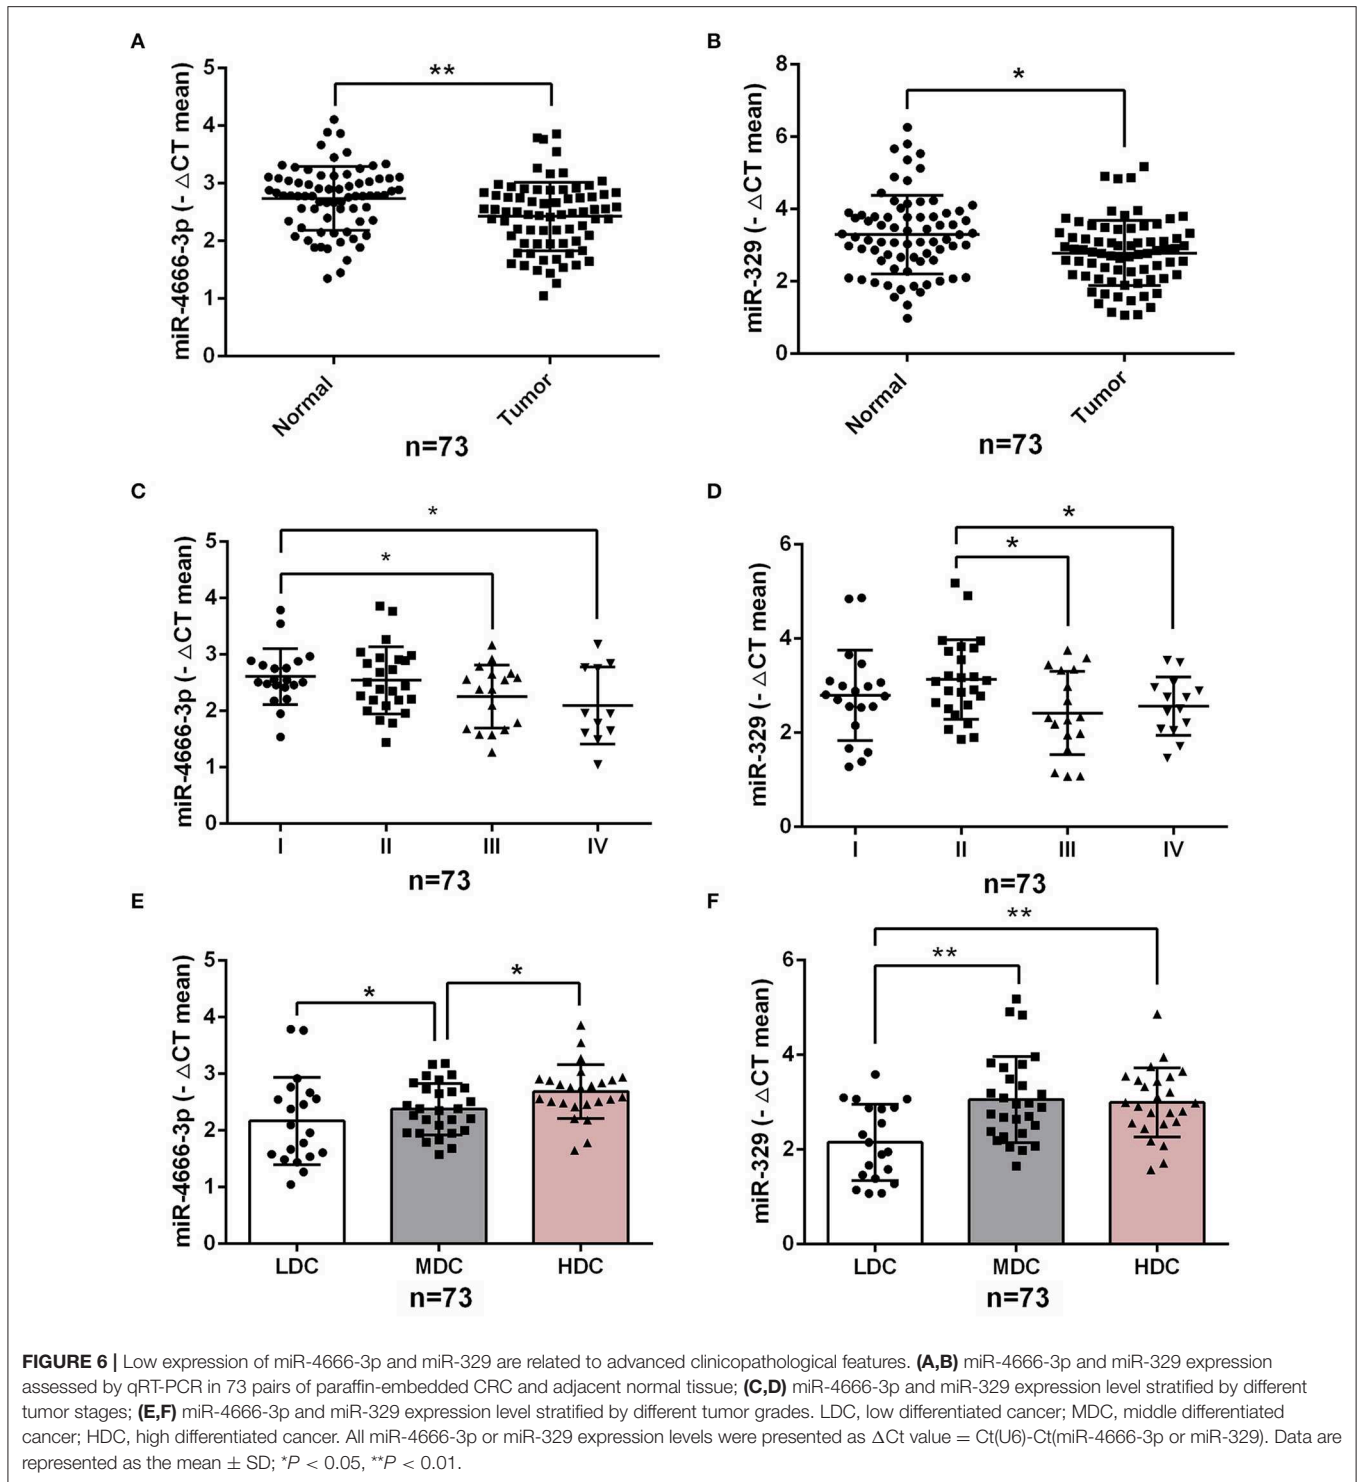 A
miR-4666-3p (- △CT mean)
5
4
3
2
1
0
**
Normal
Tumor
n=73
B
miR-329 (- △CT mean)
8
6
4
2
0
*
Normal
Tumor
n=73
C
miR-4666-3p (- △CT mean)
5
4
3
2
1
0
*
*
I
II
III
IV
n=73
D
miR-329 (- △CT mean)
6
4
2
0
*
*
I
II
III
IV
n=73
E
miR-4666-3p (- △CT mean)
5
4
3
2
1
0
*
*
LDC
MDC
HDC
n=73
F
miR-329 (- △CT mean)
6
4
2
0
**
**
LDC
MDC
HDC
n=73
FIGURE 6 | Low expression of miR-4666-3p and miR-329 are related to advanced clinicopathological features. (A,B) miR-4666-3p and miR-329 expression
assessed by qRT-PCR in 73 pairs of paraffin-embedded CRC and adjacent normal tissue; (C,D) miR-4666-3p and miR-329 expression level stratified by different
tumor stages; (E,F) miR-4666-3p and miR-329 expression level stratified by different tumor grades. LDC, low differentiated cancer; MDC, middle differentiated
cancer; HDC, high differentiated cancer. All miR-4666-3p or miR-329 expression levels were presented as ΔCt value = Ct(U6)-Ct(miR-4666-3p or miR-329). Data are
represented as the mean ± SD; *P < 0.05, **P < 0.01.